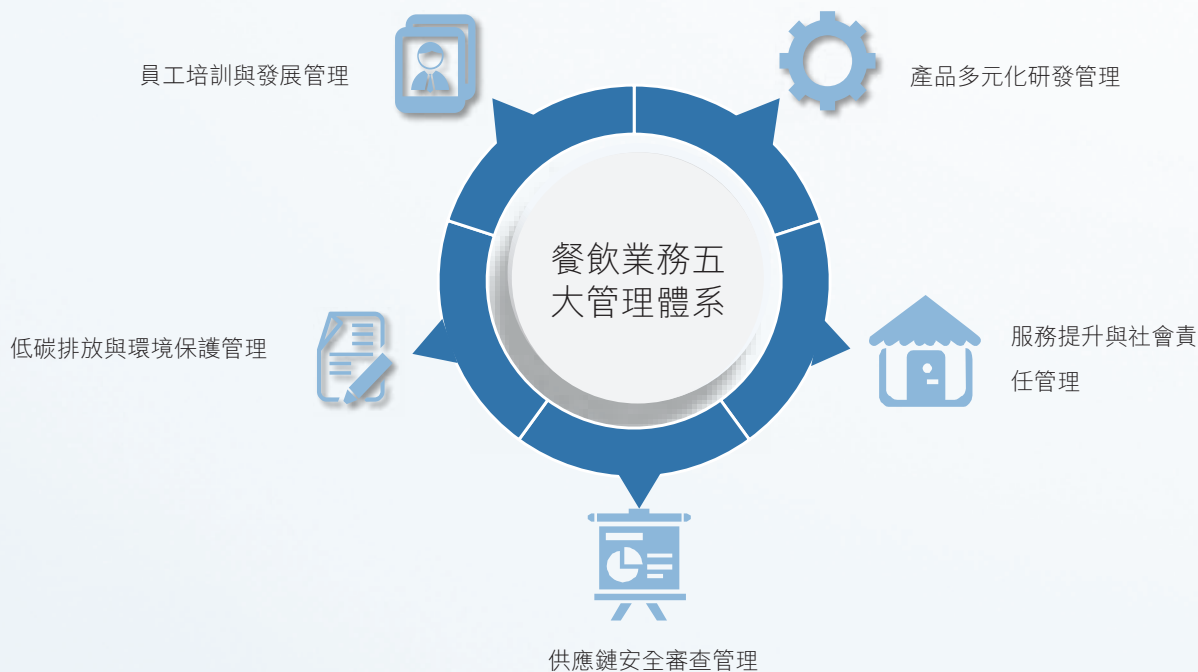 員工培訓與發展管理
產品多元化研發管理
餐飲業務五
大管理體系
低碳排放與環境保護管理
服務提升與社會責
任管理
供應鏈安全審查管理